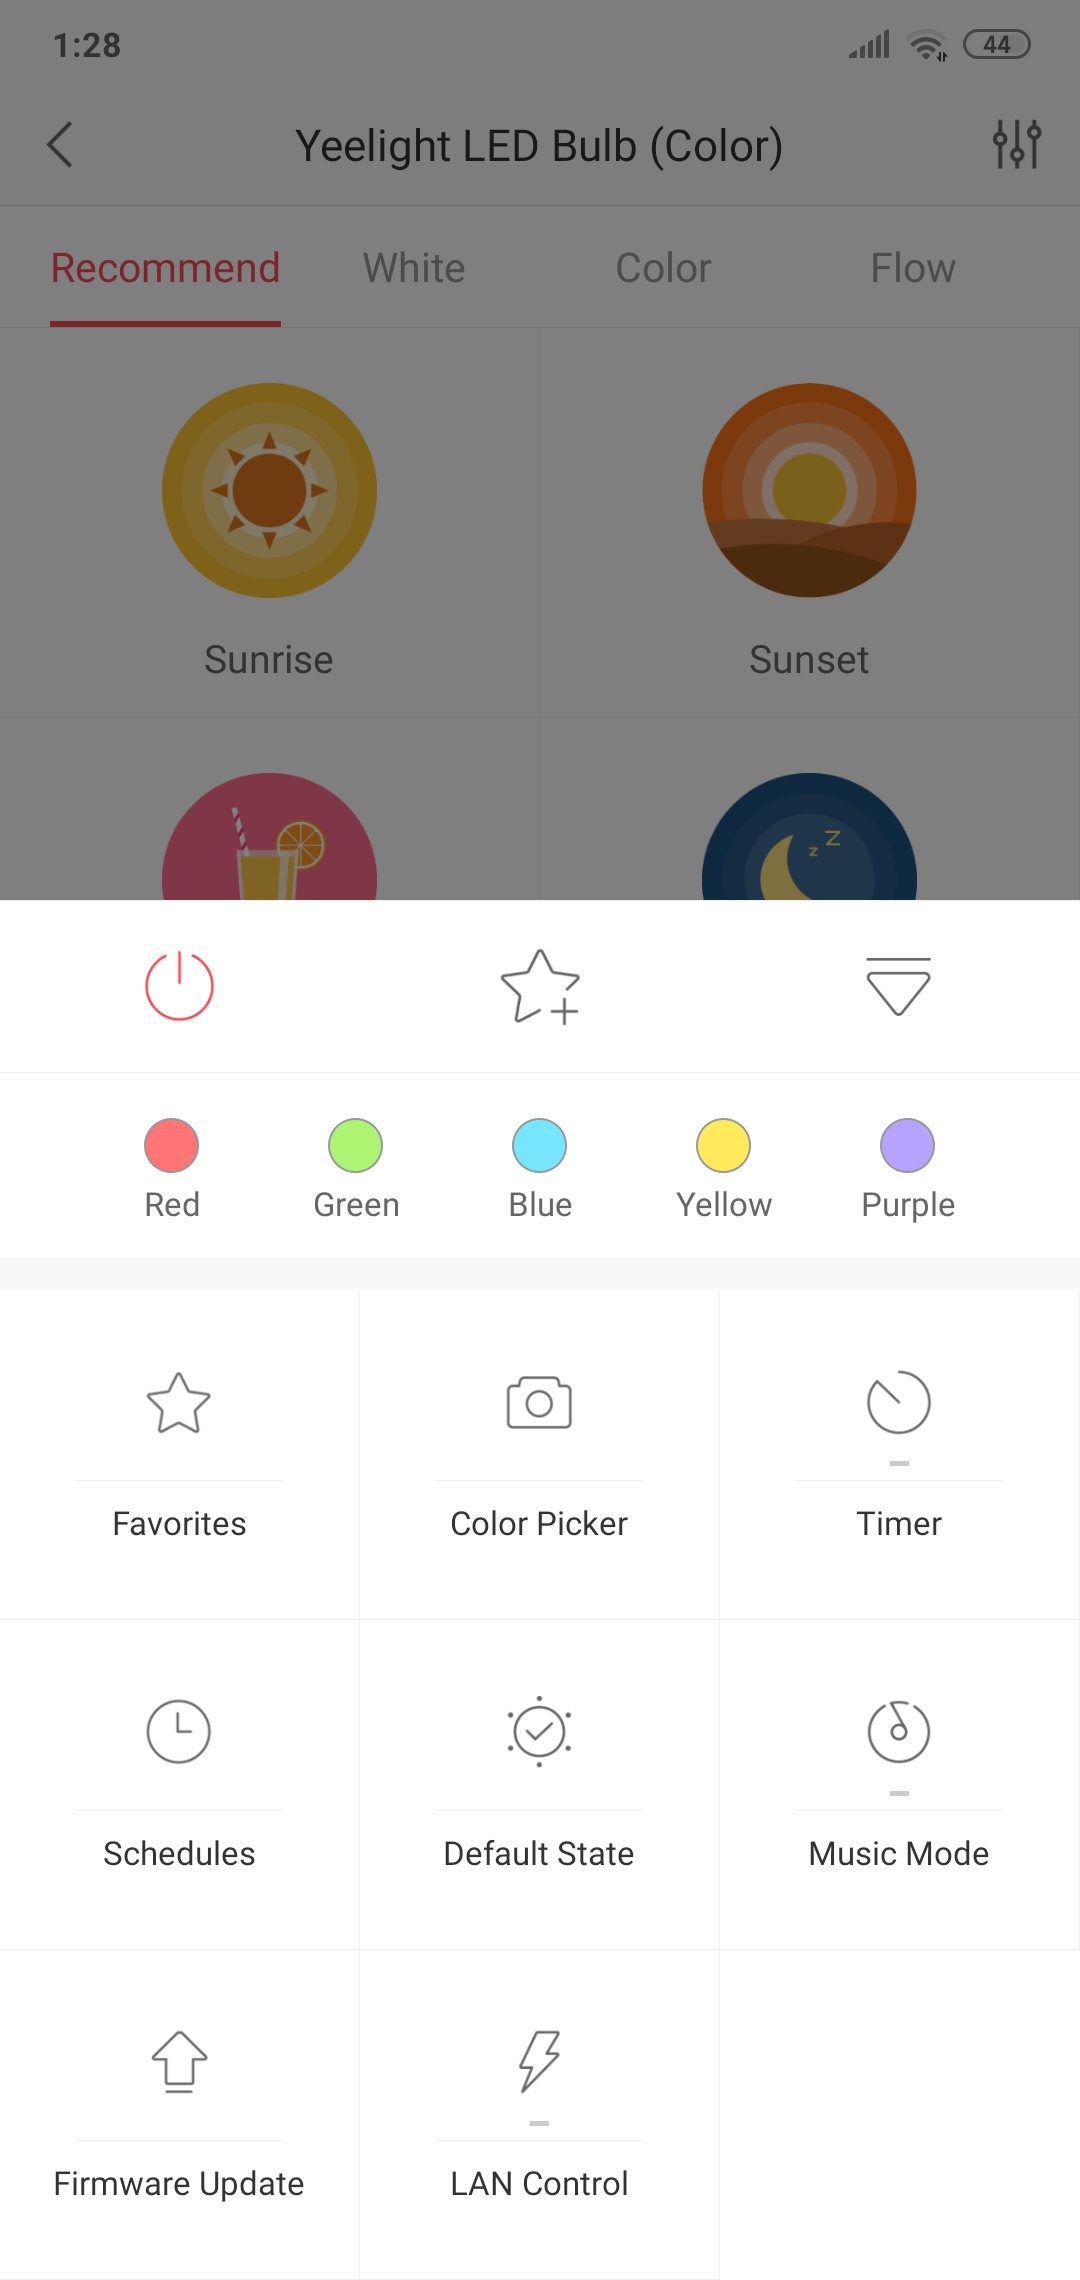 1:28
44
Yeelight LED Bulb (Color)
Recommend White Color Flow
Sunrise Sunset
z z
Red Green Blue Yellow Purple
Favorites Color Picker Timer
Schedules Default State Music Mode
Firmware Update LAN Control